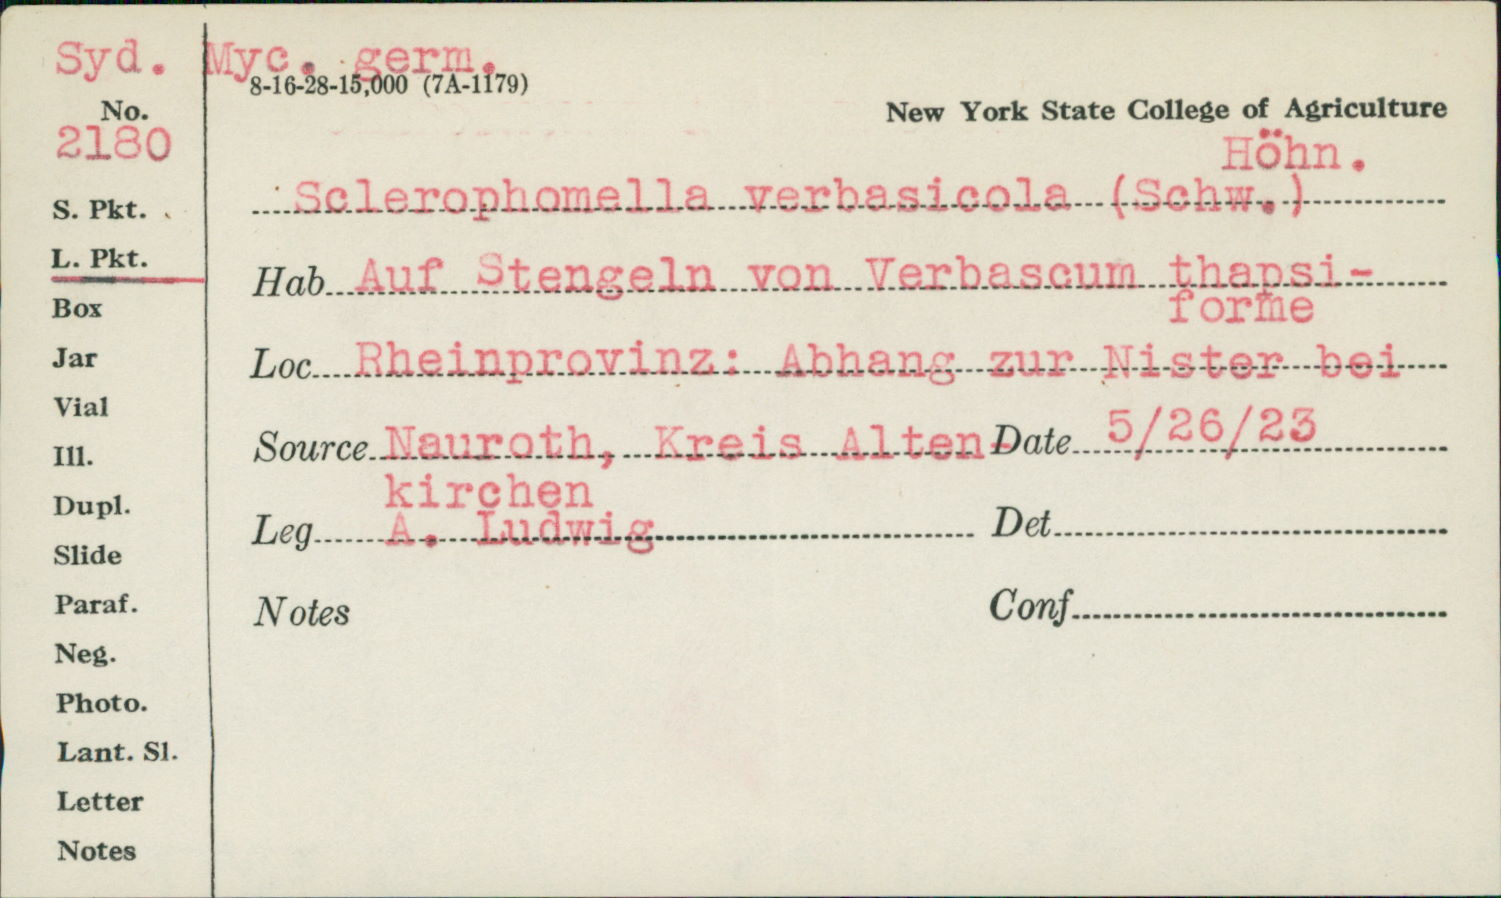 Syd. Myc. germ.
8-16-28-15,000 (7A-1179)
No.
2180
New York State College of Agriculture
Höhn.
Sclerophomella verbasicola (Schw.)
S. Pkt.
L. Pkt.
Box
Jar
Vial
Ill.
Dupl.
Slide
Paraf.
Neg.
Photo.
Lant. Sl.
Letter
Notes
Hab. Auf Stengeln von Verbascum thapsi-
forme
Loc. Rheinprovinz: Abhang zur Nister bei
Source Nauroth, Kreis Alten- Date 5/26/23
kirchen
Leg. A. Ludwig Det.
Notes Conf.